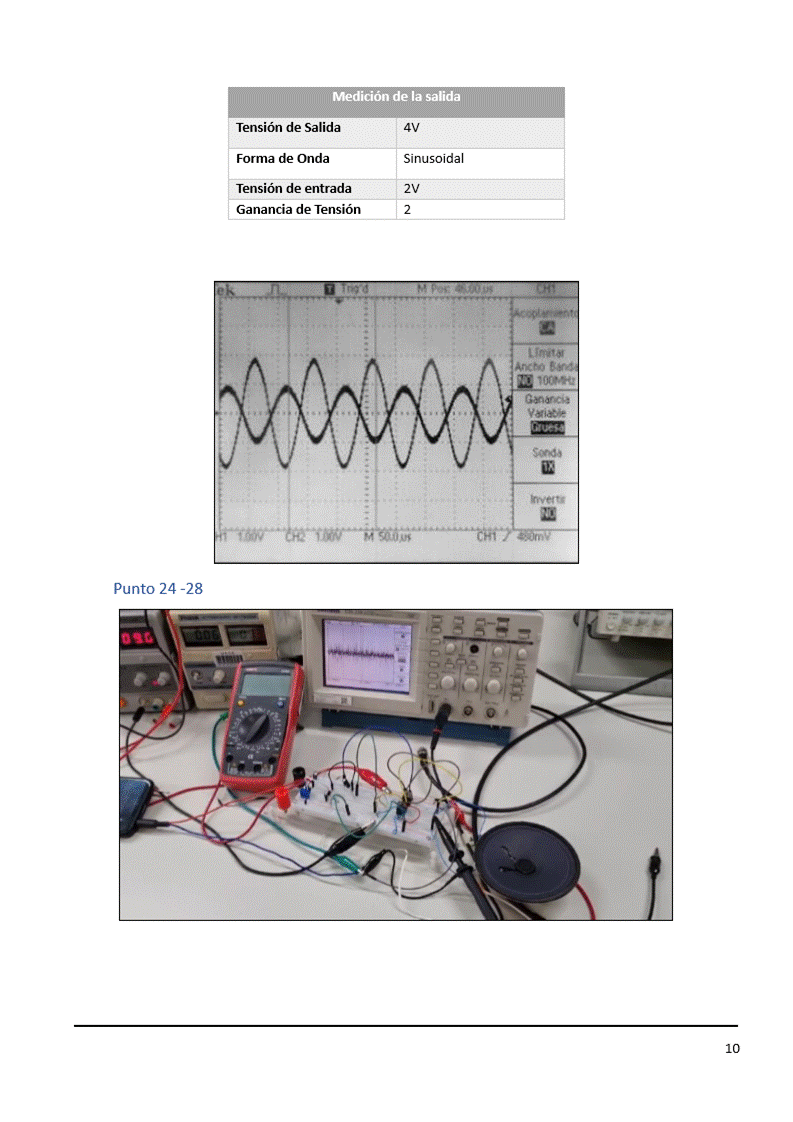 Medición de la salida
Tensión de Salida 4V
Forma de Onda Sinusoidal
Tensión de entrada 2V
Ganancia de Tensión 2
ek Trig'd M Pos: 46.00us CH1
Acoplamiento
CA
Limitar
Ancho Banda
NO 100MHz
Ganancia
Variable
Gruesa
Sonda
1X
Invertir
NO
H1 1.00V CH2 1.00V M 50.0us CH1 480mV
Punto 24 -28
10